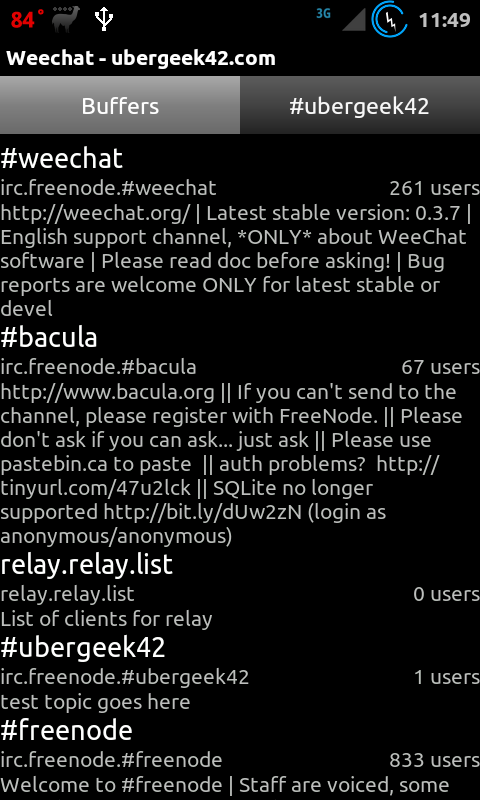 84° 3G 11:49
Weechat - ubergeek42.com
Buffers #ubergeek42
#weechat
irc.freenode.#weechat 261 users
http://weechat.org/ | Latest stable version: 0.3.7 |
English support channel, *ONLY* about WeeChat
software | Please read doc before asking! | Bug
reports are welcome ONLY for latest stable or
devel
#bacula
irc.freenode.#bacula 67 users
http://www.bacula.org || If you can't send to the
channel, please register with FreeNode. || Please
don't ask if you can ask... just ask || Please use
pastebin.ca to paste  || auth problems?  http://
tinyurl.com/47u2lck || SQLite no longer
supported http://bit.ly/dUw2zN (login as
anonymous/anonymous)
relay.relay.list
relay.relay.list 0 users
List of clients for relay
#ubergeek42
irc.freenode.#ubergeek42 1 users
test topic goes here
#freenode
irc.freenode.#freenode 833 users
Welcome to #freenode | Staff are voiced, some